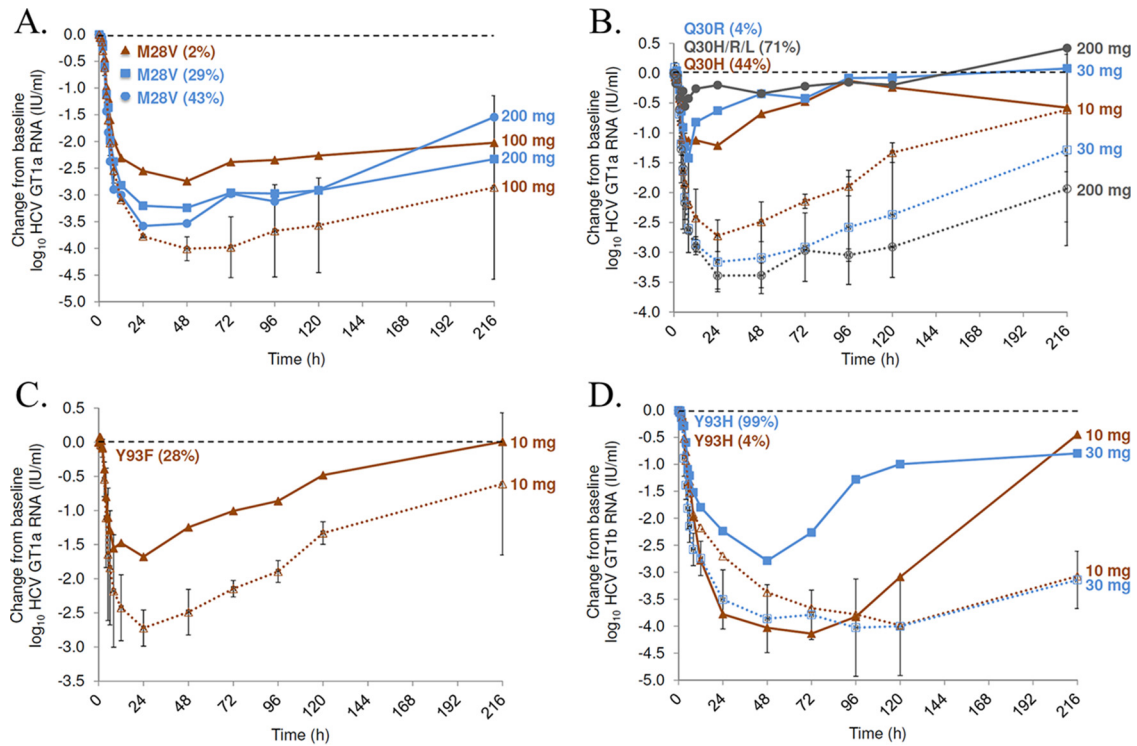 A.
Change from baseline
log10 HCV GT1a RNA (IU/ml)
0.0
-0.5
-1.0
-1.5
-2.0
-2.5
-3.0
-3.5
-4.0
-4.5
-5.0
M28V (2%)
M28V (29%)
M28V (43%)
200 mg
100 mg
200 mg
100 mg
0 24 48 72 96 120 144 168 192 216
Time (h)
B.
Change from baseline
log10 HCV GT1a RNA (IU/ml)
0.5
0.0
-0.5
-1.0
-1.5
-2.0
-2.5
-3.0
-3.5
-4.0
Q30R (4%)
Q30H/R/L (71%)
Q30H (44%)
200 mg
30 mg
10 mg
30 mg
200 mg
0 24 48 72 96 120 144 168 192 216
Time (h)
C.
Change from baseline
log10 HCV GT1a RNA (IU/ml)
0.5
0.0
-0.5
-1.0
-1.5
-2.0
-2.5
-3.0
-3.5
Y93F (28%)
10 mg
10 mg
0 24 48 72 96 120 144 168 192 216
Time (h)
D.
Change from baseline
log10 HCV GT1b RNA (IU/ml)
0.0
-0.5
-1.0
-1.5
-2.0
-2.5
-3.0
-3.5
-4.0
-4.5
-5.0
Y93H (99%)
Y93H (4%)
10 mg
30 mg
10 mg
30 mg
0 24 48 72 96 120 144 168 192 216
Time (h)